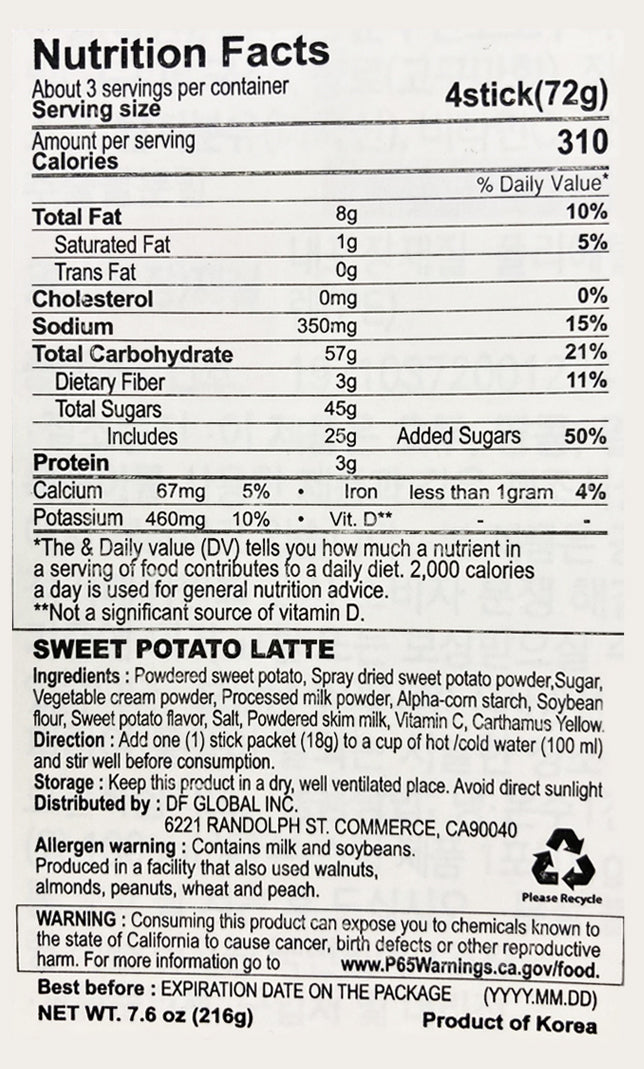 Nutrition Facts
About 3 servings per container
Serving size 4stick(72g)
Amount per serving
Calories 310
% Daily Value*
Total Fat 8g 10%
Saturated Fat 1g 5%
Trans Fat 0g
Cholesterol 0mg 0%
Sodium 350mg 15%
Total Carbohydrate 57g 21%
Dietary Fiber 3g 11%
Total Sugars 45g
Includes 25g Added Sugars 50%
Protein 3g
Calcium 67mg 5% • Iron less than 1gram 4%
Potassium 460mg 10% • Vit. D** - -
*The & Daily value (DV) tells you how much a nutrient in
a serving of food contributes to a daily diet. 2,000 calories
a day is used for general nutrition advice.
**Not a significant source of vitamin D.
SWEET POTATO LATTE
Ingredients : Powdered sweet potato, Spray dried sweet potato powder,Sugar,
Vegetable cream powder, Processed milk powder, Alpha-corn starch, Soybean
flour, Sweet potato flavor, Salt, Powdered skim milk, Vitamin C, Carthamus Yellow.
Direction : Add one (1) stick packet (18g) to a cup of hot /cold water (100 ml)
and stir well before consumption.
Storage : Keep this product in a dry, well ventilated place. Avoid direct sunlight
Distributed by : DF GLOBAL INC.
6221 RANDOLPH ST. COMMERCE, CA90040
Allergen warning : Contains milk and soybeans.
Produced in a facility that also used walnuts,
almonds, peanuts, wheat and peach.
Please Recycle
WARNING : Consuming this product can expose you to chemicals known to
the state of California to cause cancer, birth defects or other reproductive
harm. For more information go to www.P65Warnings.ca.gov/food.
Best before : EXPIRATION DATE ON THE PACKAGE (YYYY.MM.DD)
NET WT. 7.6 oz (216g) Product of Korea